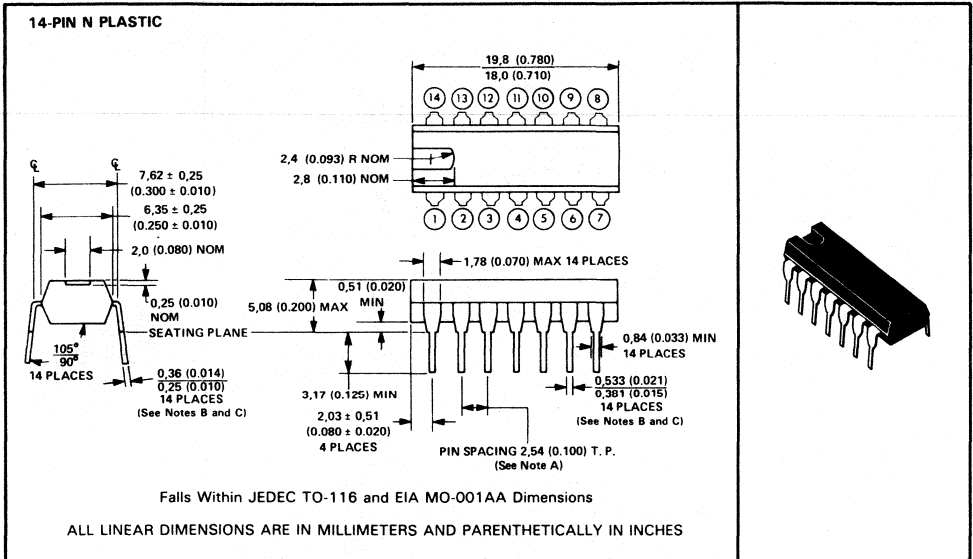 14-PIN N PLASTIC
19,8 (0.780)
18,0 (0.710)
14 13 12 11 10 9 8
2,4 (0.093) R NOM
2,8 (0.110) NOM
1 2 3 4 5 6 7
℄ ℄
7,62 ± 0,25
(0.300 ± 0.010)
6,35 ± 0,25
(0.250 ± 0.010)
2,0 (0.080) NOM
0,25 (0.010)
NOM
SEATING PLANE
105°
90°
14 PLACES
0,36 (0.014)
0,25 (0.010)
14 PLACES
(See Notes B and C)
1,78 (0.070) MAX 14 PLACES
0,51 (0.020)
MIN
5,08 (0.200) MAX
0,84 (0.033) MIN
14 PLACES
3,17 (0.125) MIN
2,03 ± 0,51
(0.080 ± 0.020)
4 PLACES
0,533 (0.021)
0,381 (0.015)
14 PLACES
(See Notes B and C)
PIN SPACING 2,54 (0.100) T. P.
(See Note A)
Falls Within JEDEC TO-116 and EIA MO-001AA Dimensions
ALL LINEAR DIMENSIONS ARE IN MILLIMETERS AND PARENTHETICALLY IN INCHES